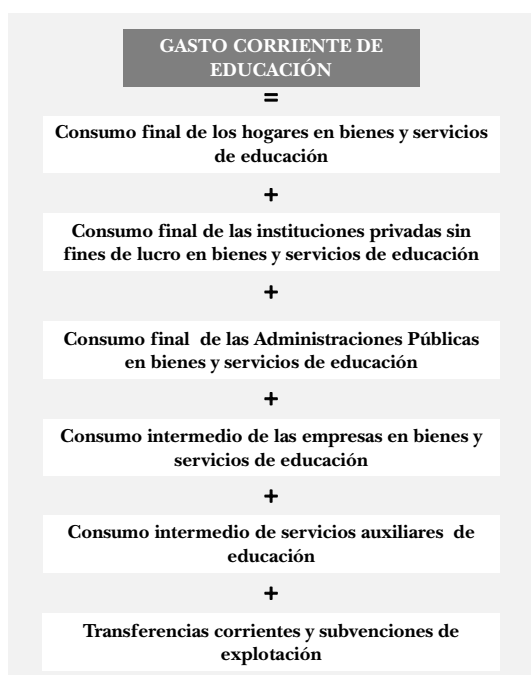 GASTO CORRIENTE DE
EDUCACIÓN
=
Consumo final de los hogares en bienes y servicios
de educación
+
Consumo final de las instituciones privadas sin
fines de lucro en bienes y servicios de educación
+
Consumo final  de las Administraciones Públicas
en bienes y servicios de educación
+
Consumo intermedio de las empresas en bienes y
servicios de educación
+
Consumo intermedio de servicios auxiliares  de
educación
+
Transferencias corrientes y subvenciones de
explotación